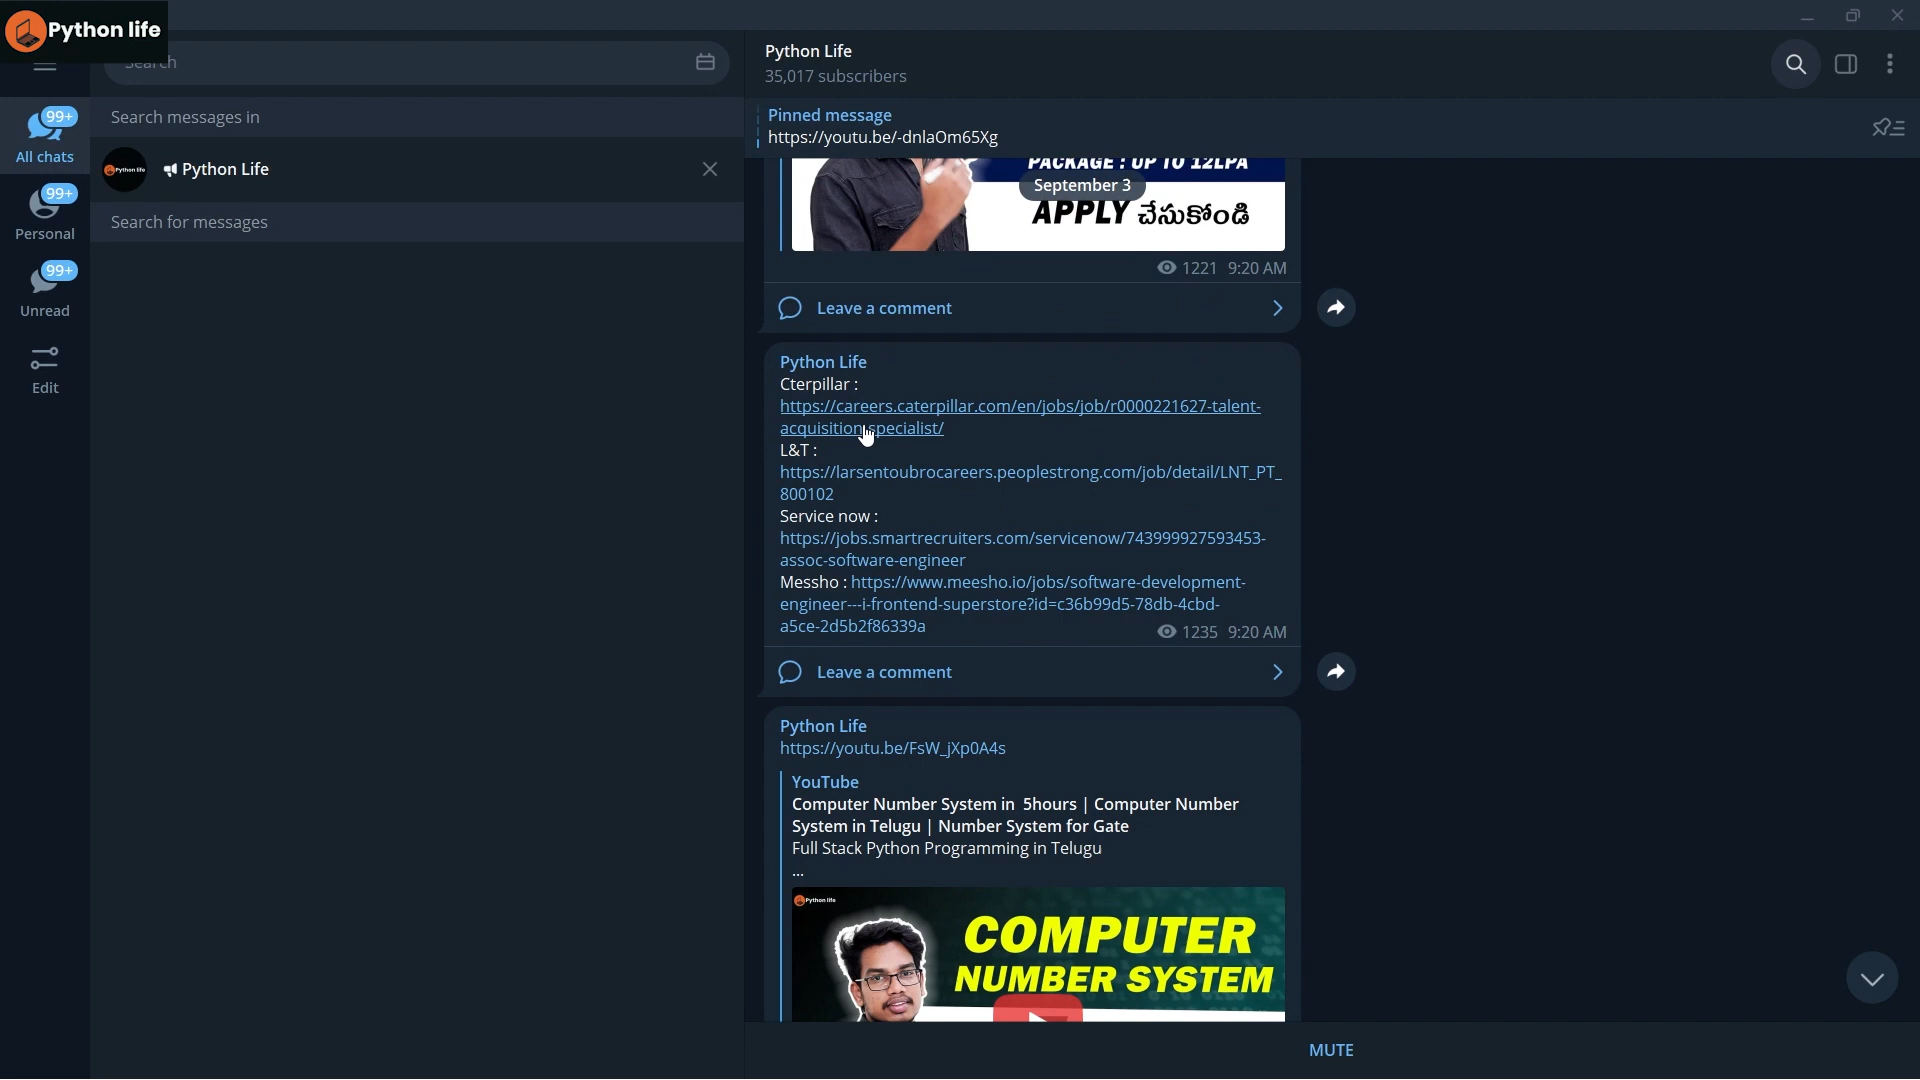 Python life
Search
Search messages in
Python Life
Search for messages
99+
All chats
99+
Personal
99+
Unread
Edit
Python Life
35,017 subscribers
Pinned message
https://youtu.be/-dnlaOm65Xg
PACKAGE : UP TO 12LPA
September 3
APPLY చేసుకోండి
1221 9:20 AM
Leave a comment
Python Life
Cterpillar :
https://careers.caterpillar.com/en/jobs/job/r0000221627-talent-
acquisition-specialist/
L&T :
https://larsentoubrocareers.peoplestrong.com/job/detail/LNT_PT_
800102
Service now :
https://jobs.smartrecruiters.com/servicenow/743999927593453-
assoc-software-engineer
Messho : https://www.meesho.io/jobs/software-development-
engineer---i-frontend-superstore?id=c36b99d5-78db-4cbd-
a5ce-2d5b2f86339a
1235 9:20 AM
Leave a comment
Python Life
https://youtu.be/FsW_jXp0A4s
YouTube
Computer Number System in 5hours | Computer Number
System in Telugu | Number System for Gate
Full Stack Python Programming in Telugu
...
Python life
COMPUTER
NUMBER SYSTEM
MUTE